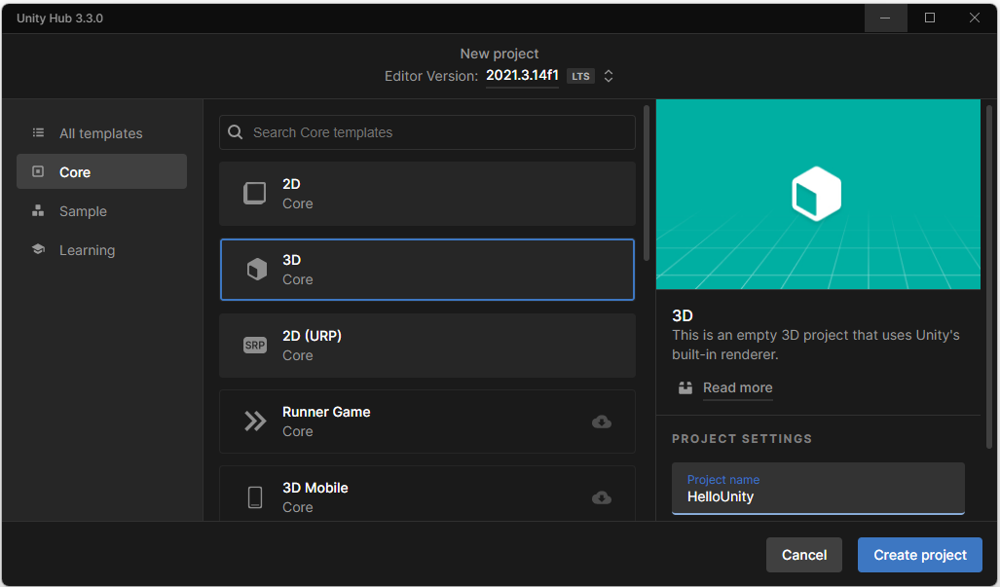 Unity Hub 3.3.0
New project
Editor Version: 2021.3.14f1 LTS
All templates
Core
Sample
Learning
Search Core templates
2D
Core
3D
Core
SRP
2D (URP)
Core
Runner Game
Core
3D Mobile
Core
3D
This is an empty 3D project that uses Unity's
built-in renderer.
Read more
PROJECT SETTINGS
Project name
HelloUnity
Cancel
Create project